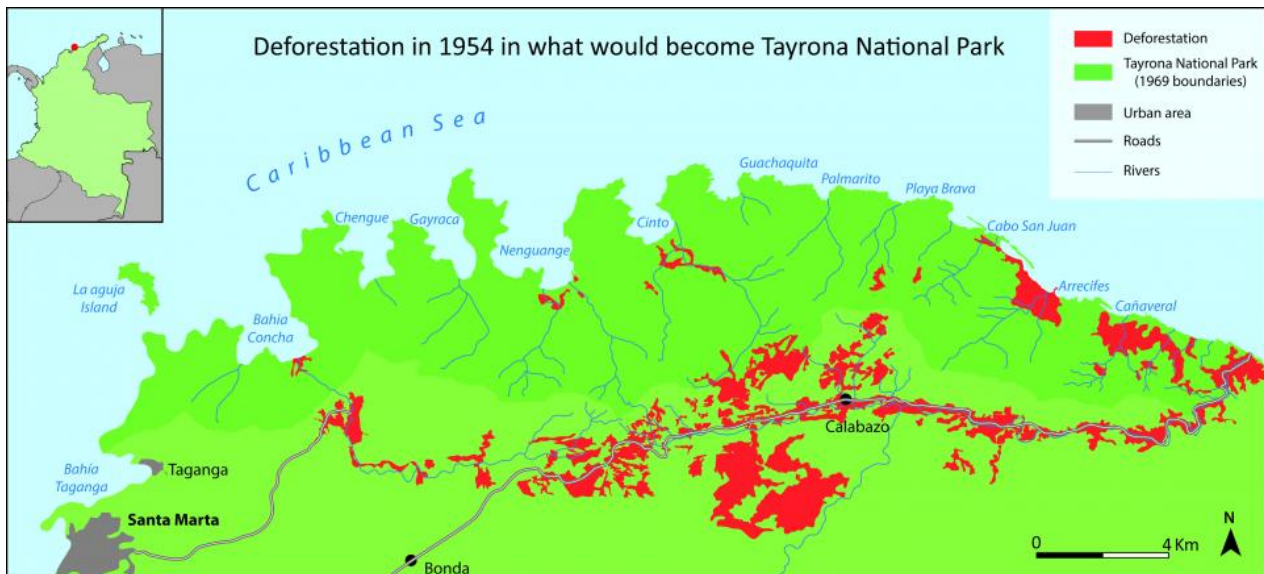 Deforestation in 1954 in what would become Tayrona National Park
Deforestation
Tayrona National Park
(1969 boundaries)
Urban area
Roads
Rivers
Caribbean Sea
Guachaquita
Palmarito
Playa Brava
Chengue
Gayraca
Cinto
Cabo San Juan
Nenguange
La aguja
Island
Arrecifes
Bahia
Concha
Cañaveral
Calabazo
Bahía
Taganga
Taganga
Santa Marta
Bonda
N
0
4 Km